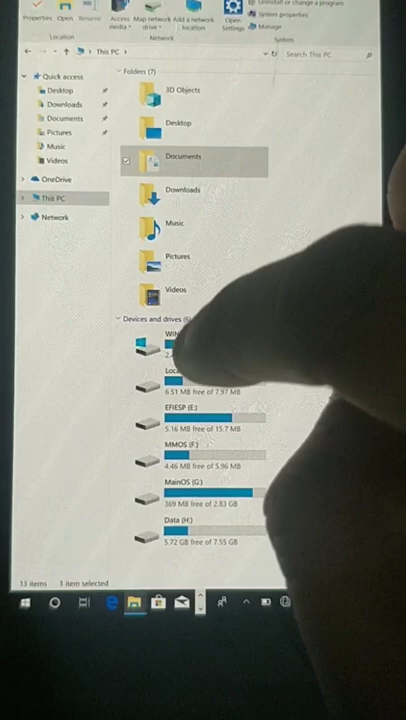 Uninstall or change a program
System properties
Properties Open Rename Access media Map network drive Add a network location Open Settings Manage
Location Network System
This PC Search This PC
Quick access
Desktop
Downloads
Documents
Pictures
Music
Videos
OneDrive
This PC
Network
Folders (7)
3D Objects
Desktop
Documents
Downloads
Music
Pictures
Videos
Devices and drives (6)
WIN
2.
Loca
6.51 MB free of 7.97 MB
EFIESP (E:)
5.16 MB free of 15.7 MB
MMOS (F:)
4.46 MB free of 5.96 MB
MainOS (G:)
369 MB free of 2.83 GB
Data (H:)
5.72 GB free of 7.55 GB
13 items 1 item selected